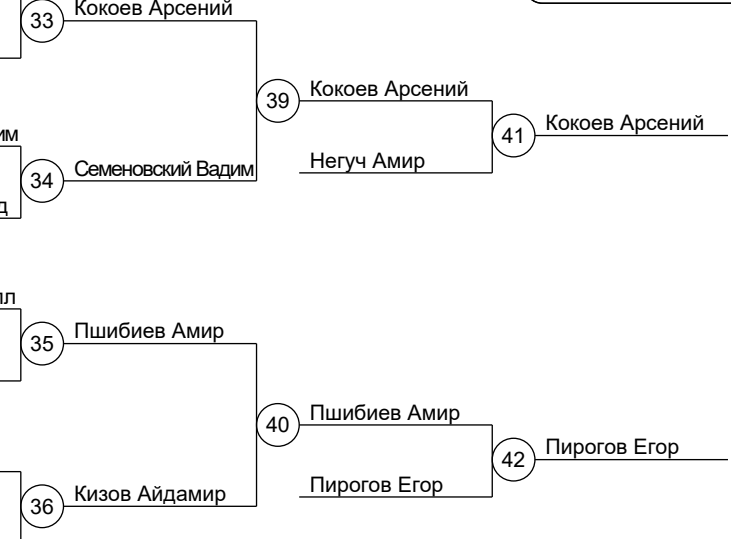 Кокоев Арсений
33
Кокоев Арсений
39
Кокоев Арсений
41
Негуч Амир
34
Семеновский Вадим
Пшибиев Амир
35
Пшибиев Амир
40
Пирогов Егор
42
Кизов Айдамир
36
Пирогов Егор